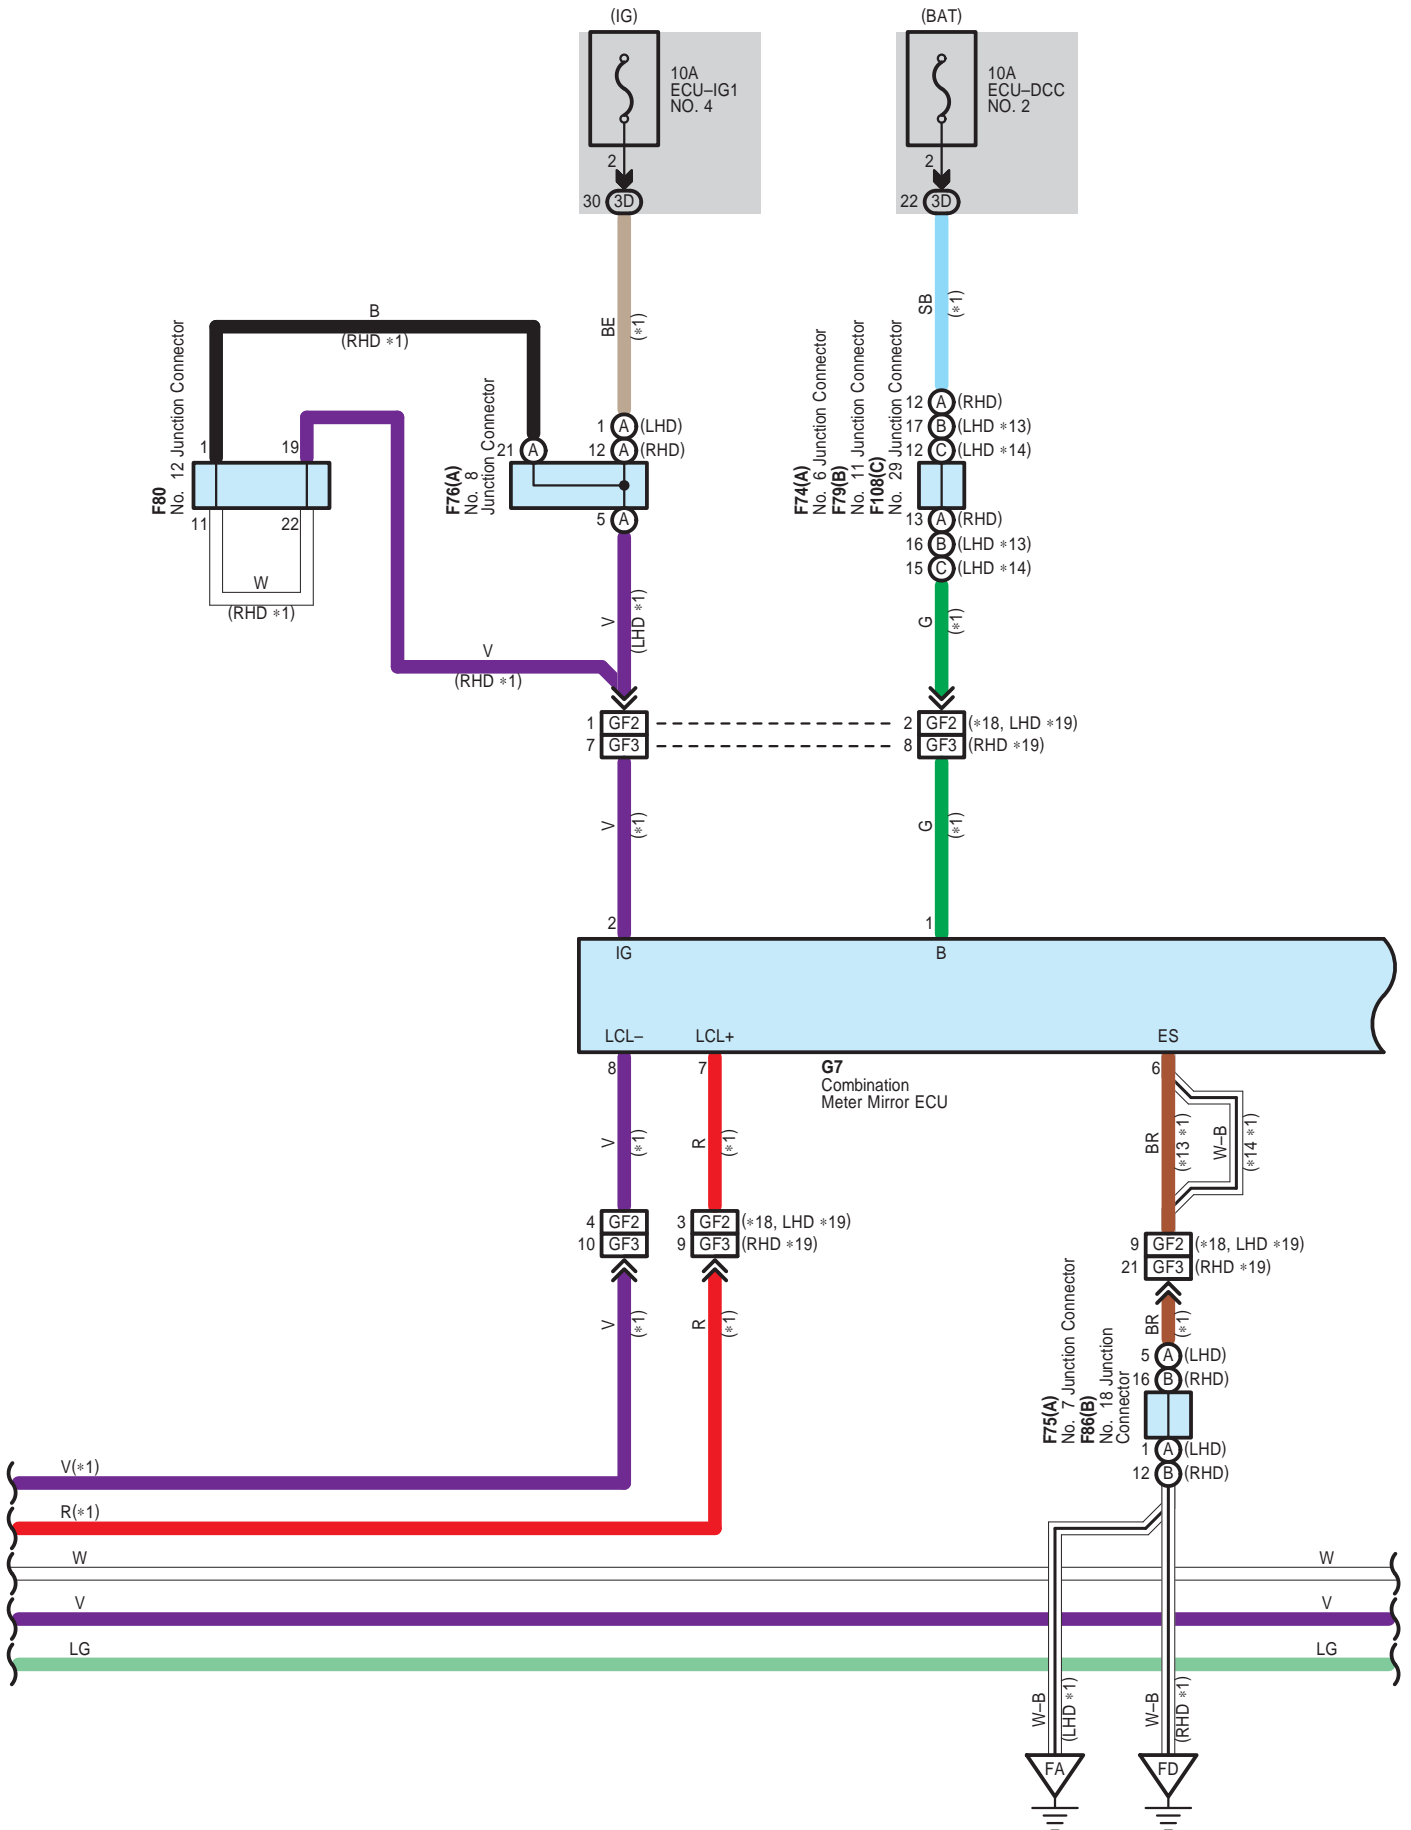 (IG)
(BAT)
10A
ECU–IG1
NO. 4
10A
ECU–DCC
NO. 2
2
2
30 3D
22 3D
BE
(∗1)
SB
(∗1)
B
(RHD ∗1)
F80
No. 12 Junction Connector
1
19
11
22
W
(RHD ∗1)
F76(A)
No. 8
Junction Connector
21 A
1 A (LHD)
12 A (RHD)
5 A
F74(A)
No. 6 Junction Connector
F79(B)
No. 11 Junction Connector
F108(C)
No. 29 Junction Connector
12 A (RHD)
17 B (LHD ∗13)
12 C (LHD ∗14)
13 A (RHD)
16 B (LHD ∗13)
15 C (LHD ∗14)
V
(LHD ∗1)
G
(∗1)
V
(RHD ∗1)
1 GF2
7 GF3
2 GF2 (∗18, LHD ∗19)
8 GF3 (RHD ∗19)
V
(∗1)
G
(∗1)
2
1
IG
B
LCL–
LCL+
ES
8
7
6
G7
Combination
Meter Mirror ECU
V
(∗1)
R
(∗1)
BR
(∗13 ∗1)
W–B
(∗14 ∗1)
4 GF2
10 GF3
3 GF2 (∗18, LHD ∗19)
9 GF3 (RHD ∗19)
9 GF2 (∗18, LHD ∗19)
21 GF3 (RHD ∗19)
V
(∗1)
R
(∗1)
BR
(∗1)
F75(A)
No. 7 Junction Connector
F86(B)
No. 18 Junction
Connector
5 A (LHD)
16 B (RHD)
1 A (LHD)
12 B (RHD)
V(∗1)
R(∗1)
W
W
V
V
LG
LG
W–B
(LHD ∗1)
W–B
(RHD ∗1)
FA
FD